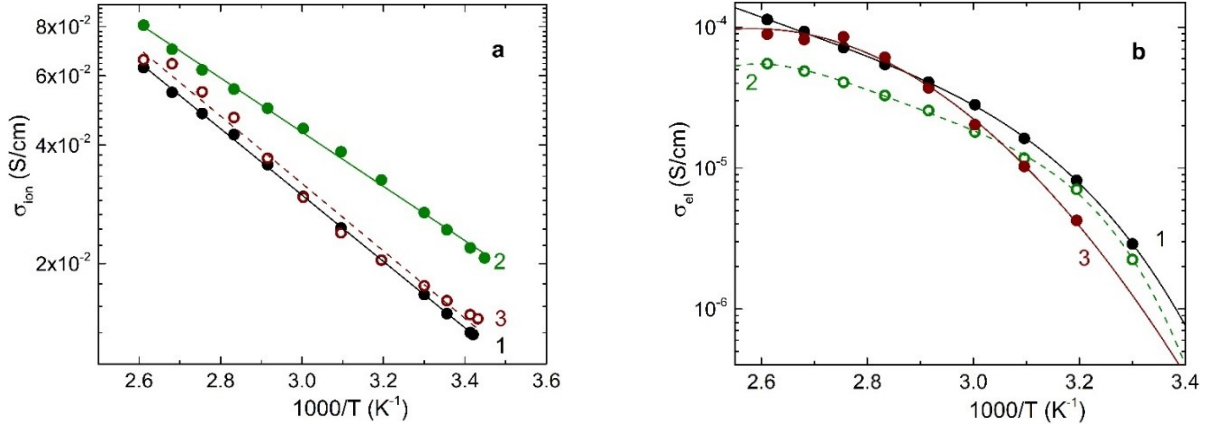 a
σ_ion (S/cm)
8x10⁻²
6x10⁻²
4x10⁻²
2x10⁻²
2
3
1
2.6 2.8 3.0 3.2 3.4 3.6
1000/T (K⁻¹)
b
σ_el (S/cm)
10⁻⁴
10⁻⁵
10⁻⁶
2
1
3
2.6 2.8 3.0 3.2 3.4
1000/T (K⁻¹)